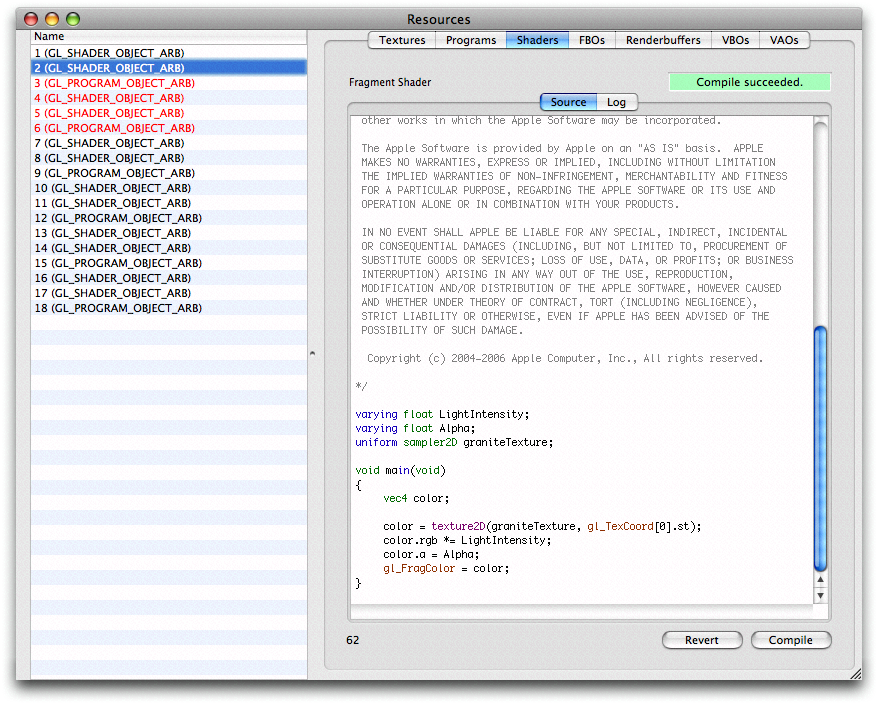 Resources
Name
1 (GL_SHADER_OBJECT_ARB)
2 (GL_SHADER_OBJECT_ARB)
3 (GL_PROGRAM_OBJECT_ARB)
4 (GL_SHADER_OBJECT_ARB)
5 (GL_SHADER_OBJECT_ARB)
6 (GL_PROGRAM_OBJECT_ARB)
7 (GL_SHADER_OBJECT_ARB)
8 (GL_SHADER_OBJECT_ARB)
9 (GL_PROGRAM_OBJECT_ARB)
10 (GL_SHADER_OBJECT_ARB)
11 (GL_SHADER_OBJECT_ARB)
12 (GL_PROGRAM_OBJECT_ARB)
13 (GL_SHADER_OBJECT_ARB)
14 (GL_SHADER_OBJECT_ARB)
15 (GL_PROGRAM_OBJECT_ARB)
16 (GL_SHADER_OBJECT_ARB)
17 (GL_SHADER_OBJECT_ARB)
18 (GL_PROGRAM_OBJECT_ARB)
Textures Programs Shaders FBOs Renderbuffers VBOs VAOs
Fragment Shader Compile succeeded.
Source Log
other works in which the Apple Software may be incorporated.
The Apple Software is provided by Apple on an "AS IS" basis.  APPLE
MAKES NO WARRANTIES, EXPRESS OR IMPLIED, INCLUDING WITHOUT LIMITATION
THE IMPLIED WARRANTIES OF NON-INFRINGEMENT, MERCHANTABILITY AND FITNESS
FOR A PARTICULAR PURPOSE, REGARDING THE APPLE SOFTWARE OR ITS USE AND
OPERATION ALONE OR IN COMBINATION WITH YOUR PRODUCTS.
IN NO EVENT SHALL APPLE BE LIABLE FOR ANY SPECIAL, INDIRECT, INCIDENTAL
OR CONSEQUENTIAL DAMAGES (INCLUDING, BUT NOT LIMITED TO, PROCUREMENT OF
SUBSTITUTE GOODS OR SERVICES; LOSS OF USE, DATA, OR PROFITS; OR BUSINESS
INTERRUPTION) ARISING IN ANY WAY OUT OF THE USE, REPRODUCTION,
MODIFICATION AND/OR DISTRIBUTION OF THE APPLE SOFTWARE, HOWEVER CAUSED
AND WHETHER UNDER THEORY OF CONTRACT, TORT (INCLUDING NEGLIGENCE),
STRICT LIABILITY OR OTHERWISE, EVEN IF APPLE HAS BEEN ADVISED OF THE
POSSIBILITY OF SUCH DAMAGE.
Copyright (c) 2004-2006 Apple Computer, Inc., All rights reserved.
*/
varying float LightIntensity;
varying float Alpha;
uniform sampler2D graniteTexture;
void main(void)
{
vec4 color;
color = texture2D(graniteTexture, gl_TexCoord[0].st);
color.rgb *= LightIntensity;
color.a = Alpha;
gl_FragColor = color;
}
62 Revert Compile